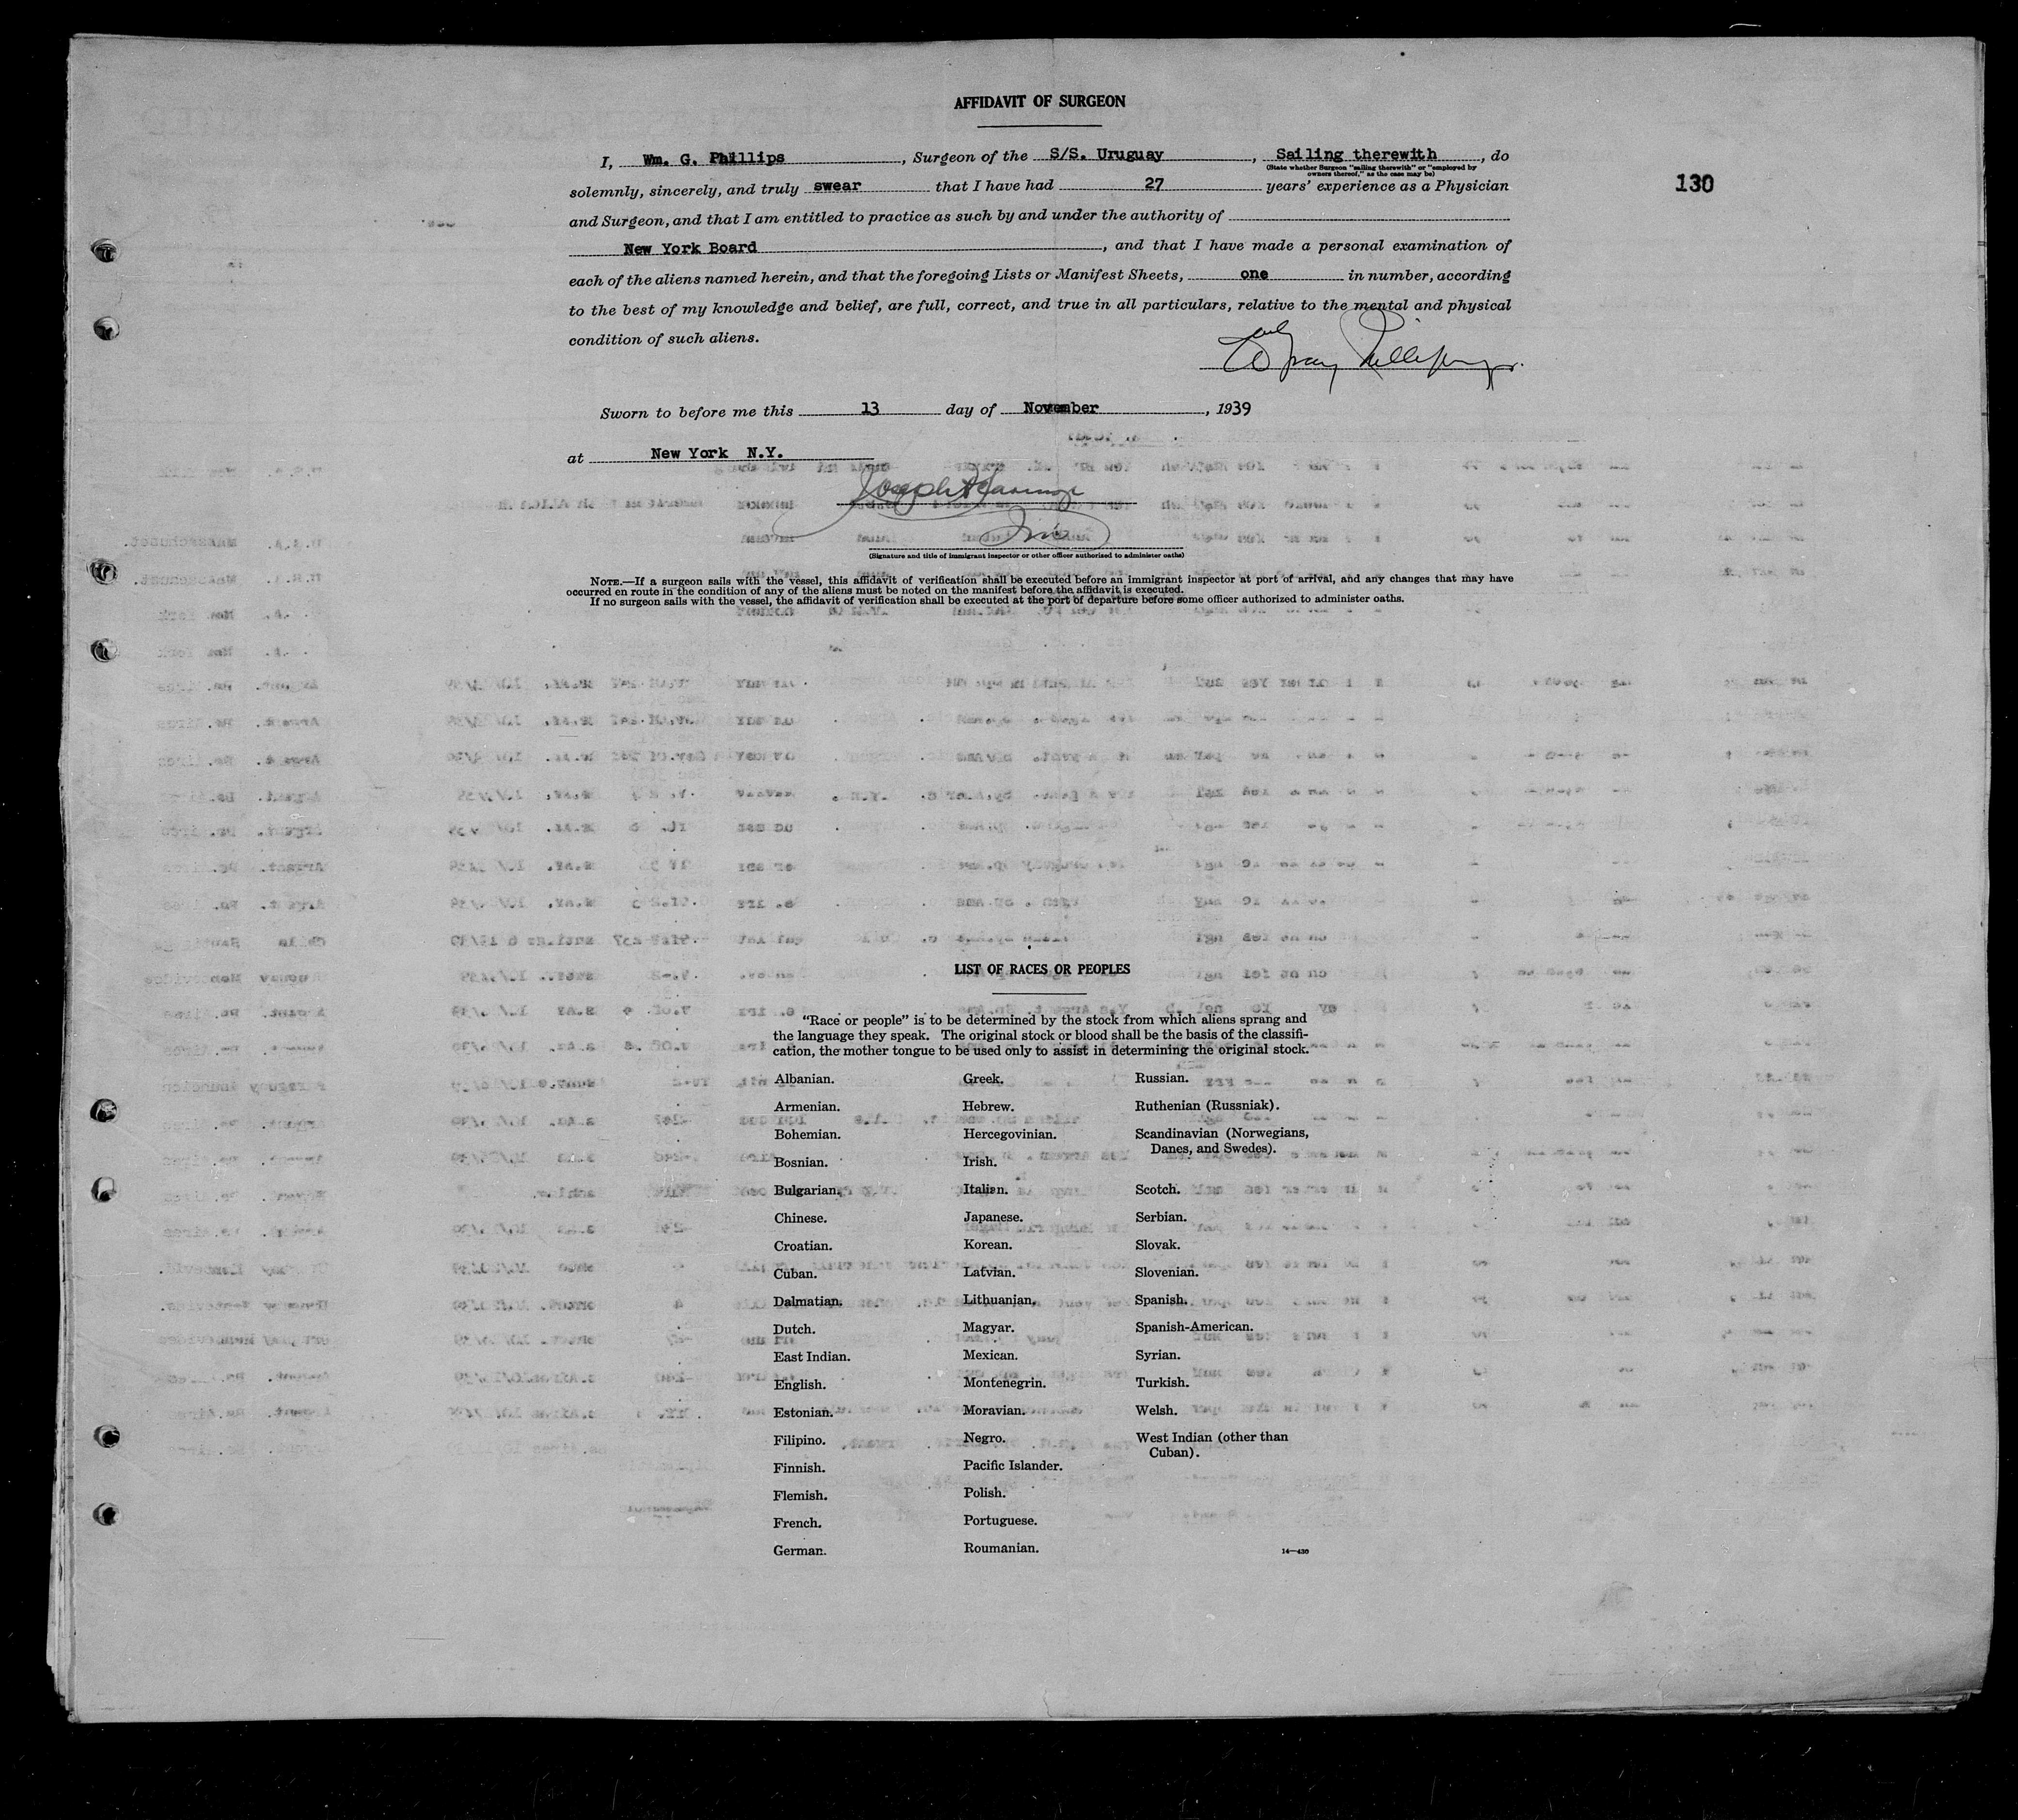 AFFIDAVIT OF SURGEON
I, Wm. G. Phillips, Surgeon of the S/S. Uruguay, Sailing therewith, do
(State whether Surgeon "sailing therewith" or "employed by
owners thereof," as the case may be)
solemnly, sincerely, and truly swear that I have had 27 years' experience as a Physician
130
and Surgeon, and that I am entitled to practice as such by and under the authority of
New York Board, and that I have made a personal examination of
each of the aliens named herein, and that the foregoing Lists or Manifest Sheets, one in number, according
to the best of my knowledge and belief, are full, correct, and true in all particulars, relative to the mental and physical
condition of such aliens.
Sworn to before me this 13 day of November, 1939
at New York N.Y.
Joseph
(Signature and title of immigrant inspector or other officer authorized to administer oaths)
NOTE.—If a surgeon sails with the vessel, this affidavit of verification shall be executed before an immigrant inspector at port of arrival, and any changes that may have
occurred en route in the condition of any of the aliens must be noted on the manifest before the affidavit is executed.
If no surgeon sails with the vessel, the affidavit of verification shall be executed at the port of departure before some officer authorized to administer oaths.
LIST OF RACES OR PEOPLES
"Race or people" is to be determined by the stock from which aliens sprang and
the language they speak. The original stock or blood shall be the basis of the classifi-
cation, the mother tongue to be used only to assist in determining the original stock.
Albanian.
Armenian.
Bohemian.
Bosnian.
Bulgarian.
Chinese.
Croatian.
Cuban.
Dalmatian.
Dutch.
East Indian.
English.
Estonian.
Filipino.
Finnish.
Flemish.
French.
German.
Greek.
Hebrew.
Hercegovinian.
Irish.
Italian.
Japanese.
Korean.
Latvian.
Lithuanian.
Magyar.
Mexican.
Montenegrin.
Moravian.
Negro.
Pacific Islander.
Polish.
Portuguese.
Roumanian.
Russian.
Ruthenian (Russniak).
Scandinavian (Norwegians,
Danes, and Swedes).
Scotch.
Serbian.
Slovak.
Slovenian.
Spanish.
Spanish-American.
Syrian.
Turkish.
Welsh.
West Indian (other than
Cuban).
14—430